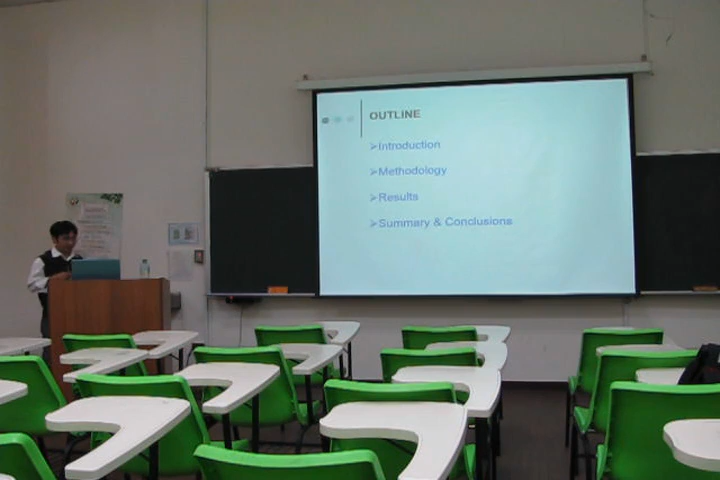 OUTLINE
➢Introduction
➢Methodology
➢Results
➢Summary & Conclusions